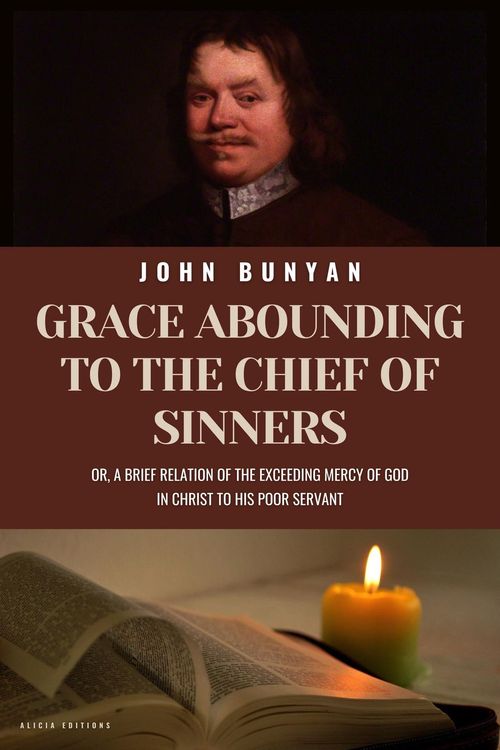 JOHN BUNYAN
GRACE ABOUNDING
TO THE CHIEF OF
SINNERS
OR, A BRIEF RELATION OF THE EXCEEDING MERCY OF GOD
IN CHRIST TO HIS POOR SERVANT
ALICIA EDITIONS